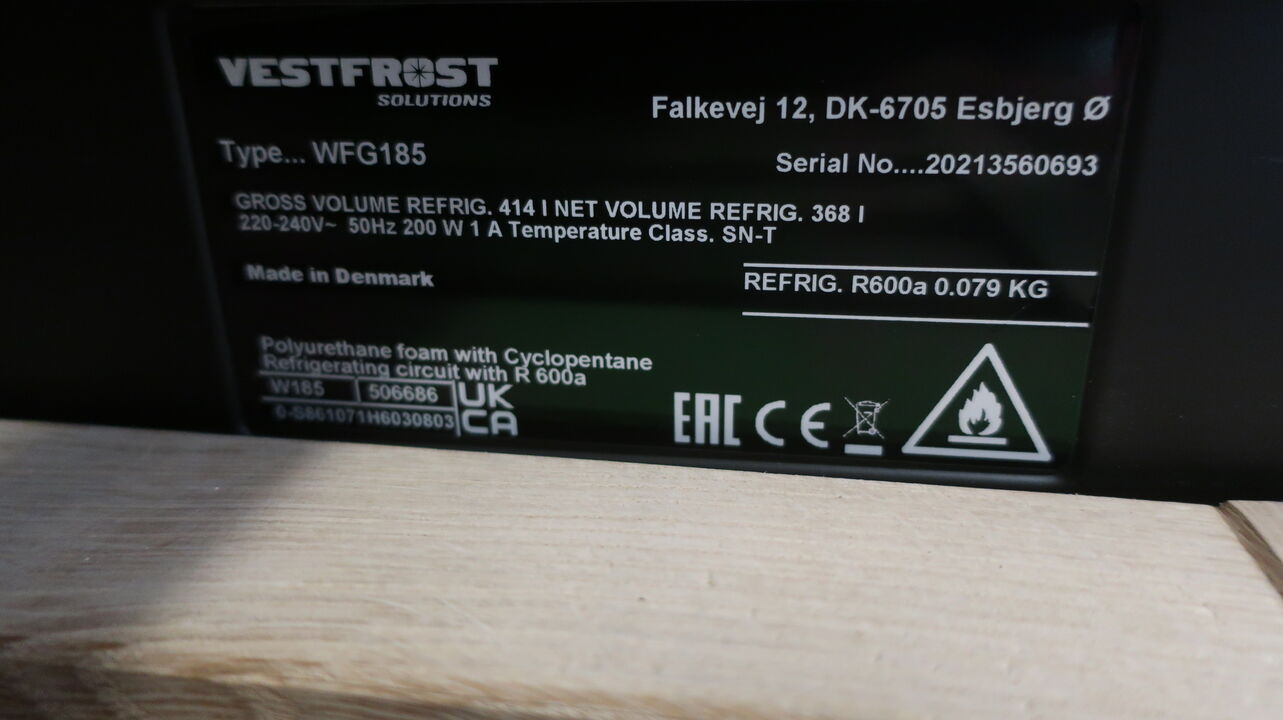 VESTFROST
SOLUTIONS
Falkevej 12, DK-6705 Esbjerg Ø
Type... WFG185
Serial No....20213560693
GROSS VOLUME REFRIG. 414 l NET VOLUME REFRIG. 368 l
220-240V~ 50Hz 200 W 1 A Temperature Class. SN-T
Made in Denmark
REFRIG. R600a 0.079 KG
Polyurethane foam with Cyclopentane
Refrigerating circuit with R 600a
W185 506686
0-S861071H6030803
UK
CA
EAC CE